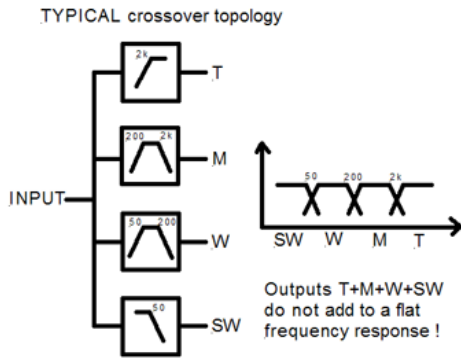 TYPICAL crossover topology
2k
T
200 2k
M
INPUT
50 200
W
50
SW
50 200 2k
SW W M T
Outputs T+M+W+SW
do not add to a flat
frequency response !